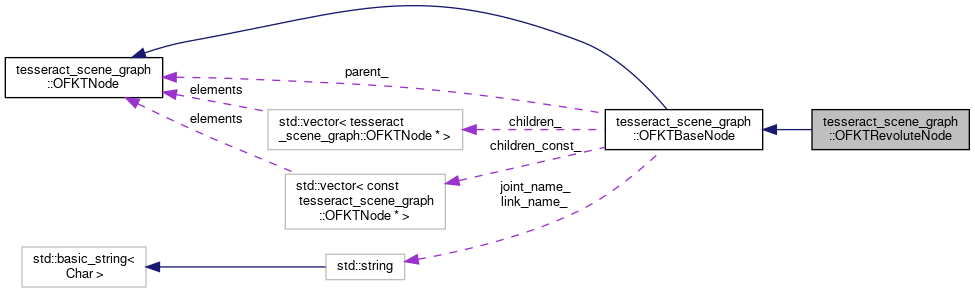 tesseract_scene_graph
::OFKTNode
parent_
elements
elements
std::vector< tesseract
_scene_graph::OFKTNode * >
children_
children_const_
std::vector< const
tesseract_scene_graph
::OFKTNode * >
joint_name_
link_name_
tesseract_scene_graph
::OFKTBaseNode
tesseract_scene_graph
::OFKTRevoluteNode
std::basic_string<
Char >
std::string